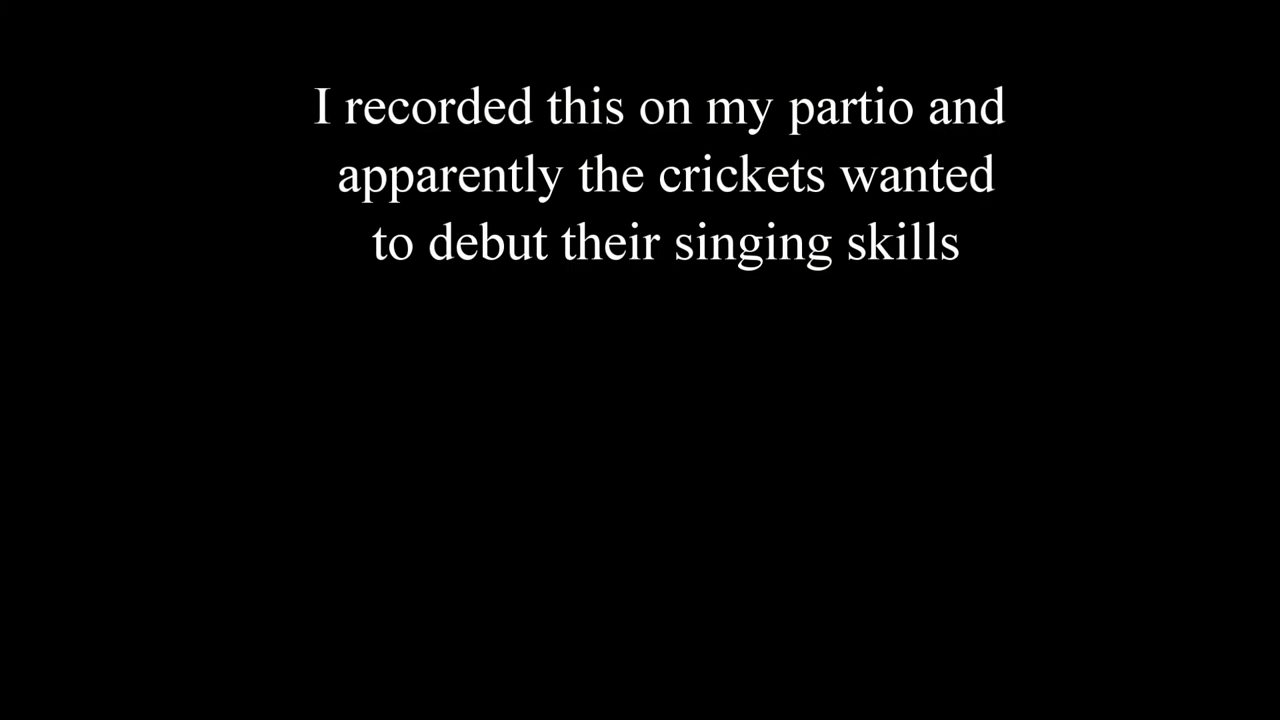 I recorded this on my partio and
apparently the crickets wanted
to debut their singing skills